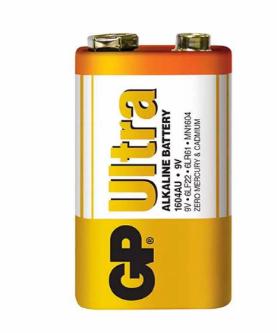 GP®
Ultra
ALKALINE BATTERY
1604AU • 9V
9V • 6LF22 • 6LR61 • MN1604
ZERO MERCURY & CADMIUM